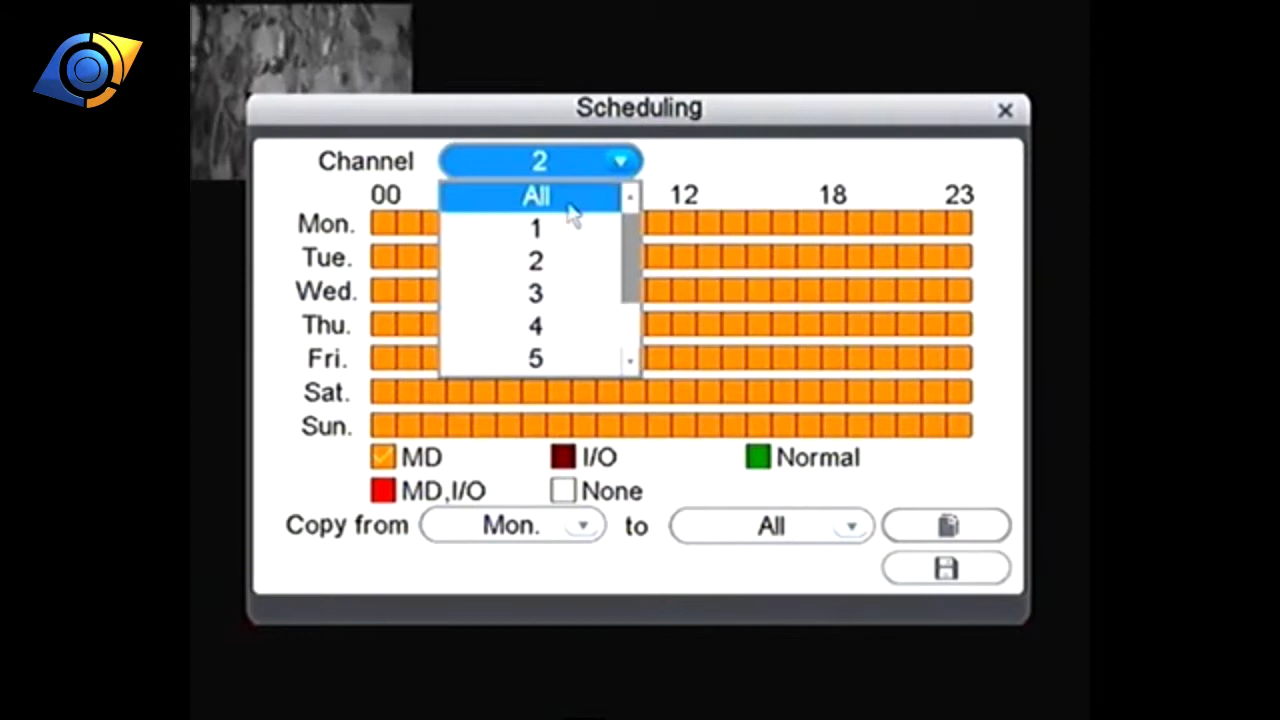 Scheduling
Channel 2
All
00 12 18 23
1
Mon.
2
Tue.
3
Wed.
4
Thu.
5
Fri.
Sat.
Sun.
MD I/O Normal
MD,I/O None
Copy from Mon. to All